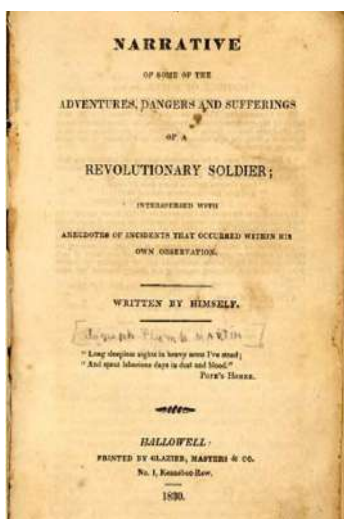 NARRATIVE
OF SOME OF THE
ADVENTURES, DANGERS AND SUFFERINGS
OF A
REVOLUTIONARY SOLDIER;
INTERSPERSED WITH
ANECDOTES OF INCIDENTS THAT OCCURRED WITHIN HIS
OWN OBSERVATION.
WRITTEN BY HIMSELF.
[Joseph Plumb MARTIN]
"Long sleepless nights in heavy arms I've stood;
"And spent laborious days in dust and blood."
POPE'S HOMER.
HALLOWELL:
PRINTED BY GLAZIER, MASTERS & CO.
No. 1, Kennebec-Row.
1830.